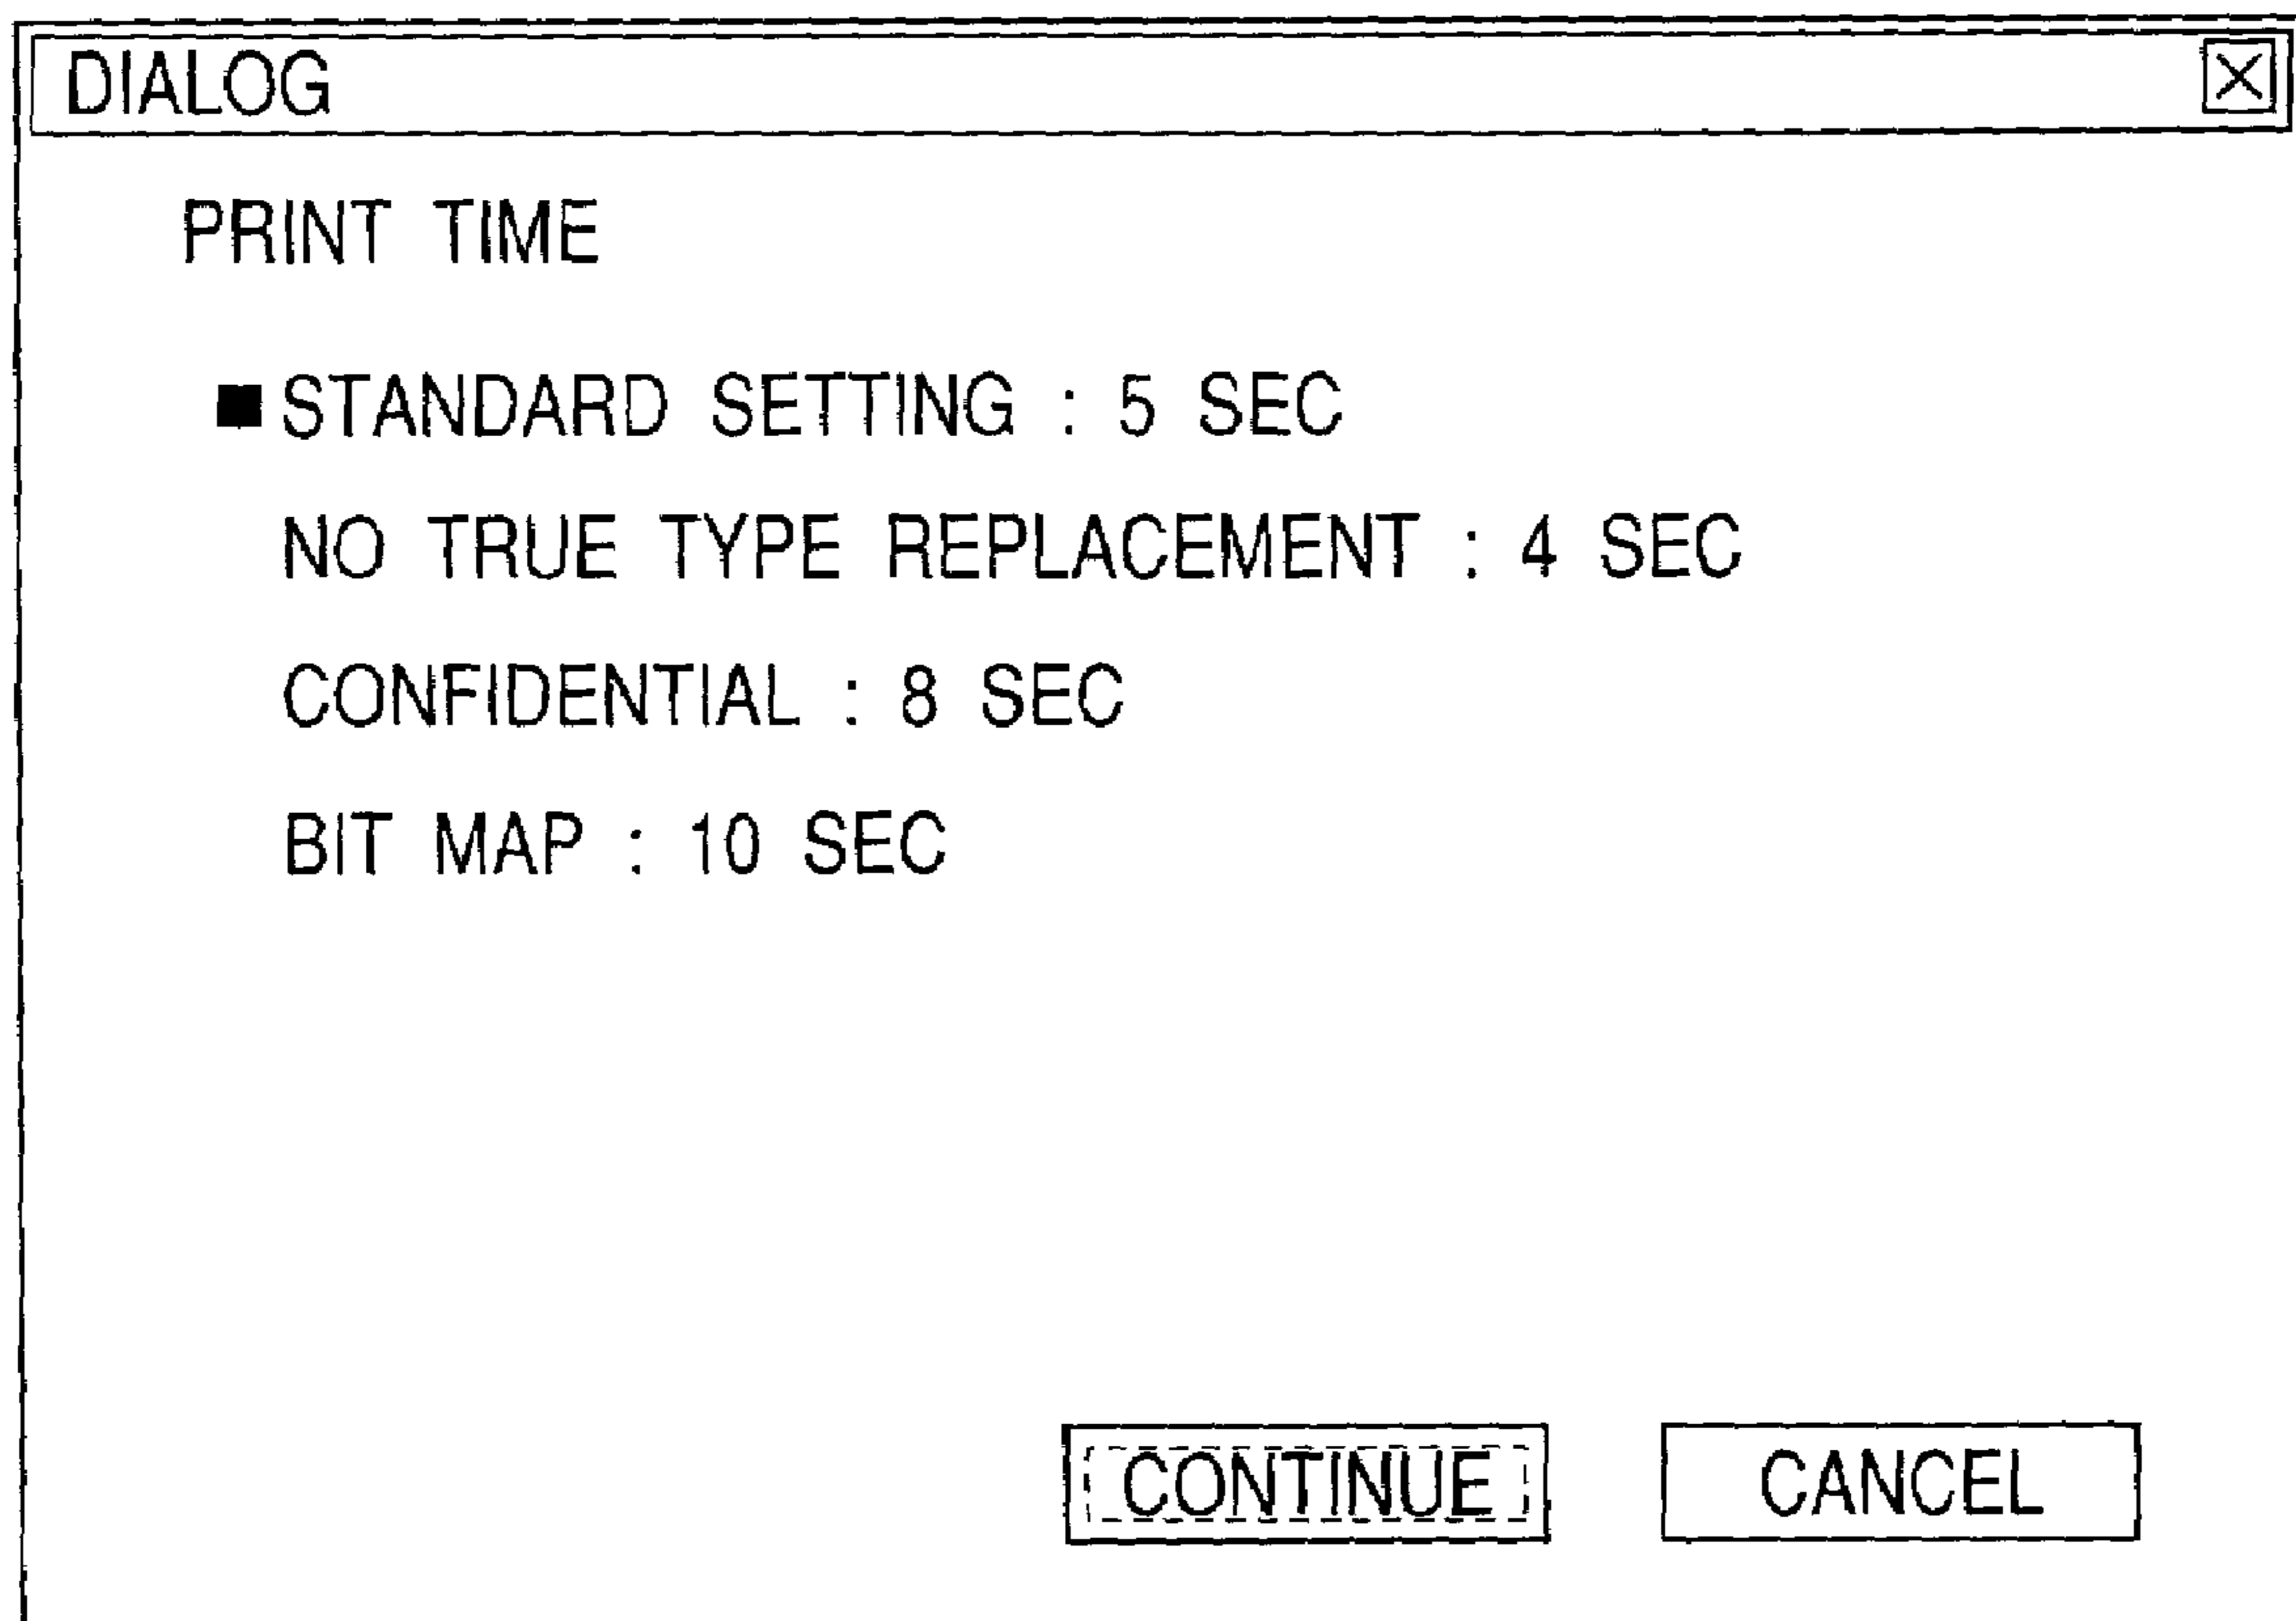 DIALOG
PRINT TIME
■ STANDARD SETTING : 5 SEC
NO TRUE TYPE REPLACEMENT : 4 SEC
CONFIDENTIAL : 8 SEC
BIT MAP : 10 SEC
CONTINUE CANCEL